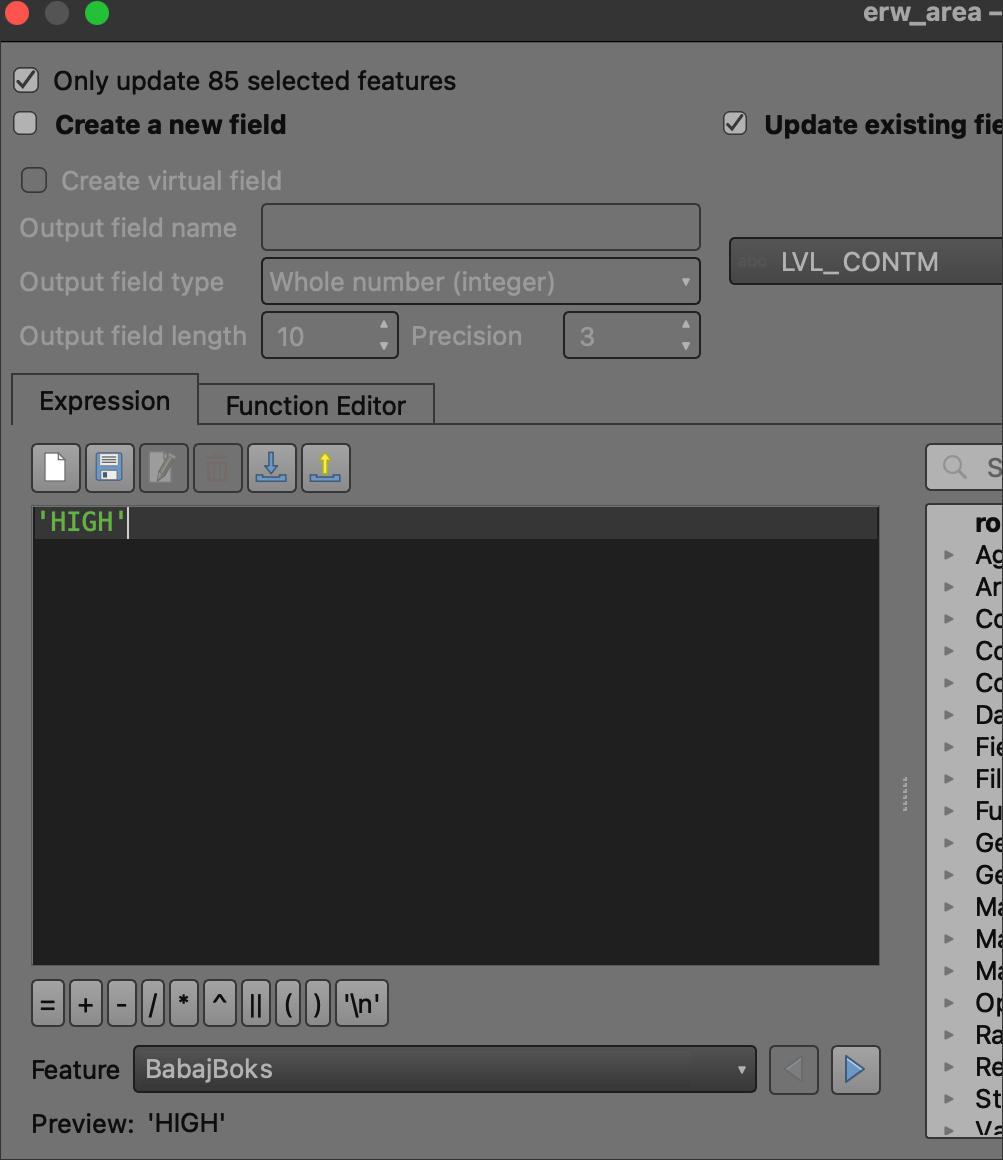 erw_area –
Only update 85 selected features
Create a new field
Update existing fie
Create virtual field
Output field name
abc LVL_CONTM
Output field type Whole number (integer)
Output field length 10 Precision 3
Expression Function Editor
S
'HIGH'
ro
Ag
Ar
Co
Co
Co
Da
Fie
Fil
Fu
Ge
Ge
Ma
Ma
Ma
Op
Ra
Re
St
Va
= + - / * ^ || ( ) '\n'
Feature BabajBoks
Preview: 'HIGH'